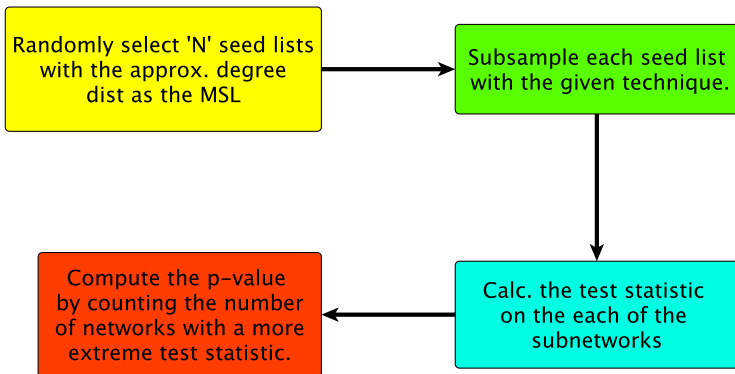 Randomly select 'N' seed lists
with the approx. degree
dist as the MSL
Subsample each seed list
with the given technique.
Calc. the test statistic
on the each of the
subnetworks
Compute the p-value
by counting the number
of networks with a more
extreme test statistic.